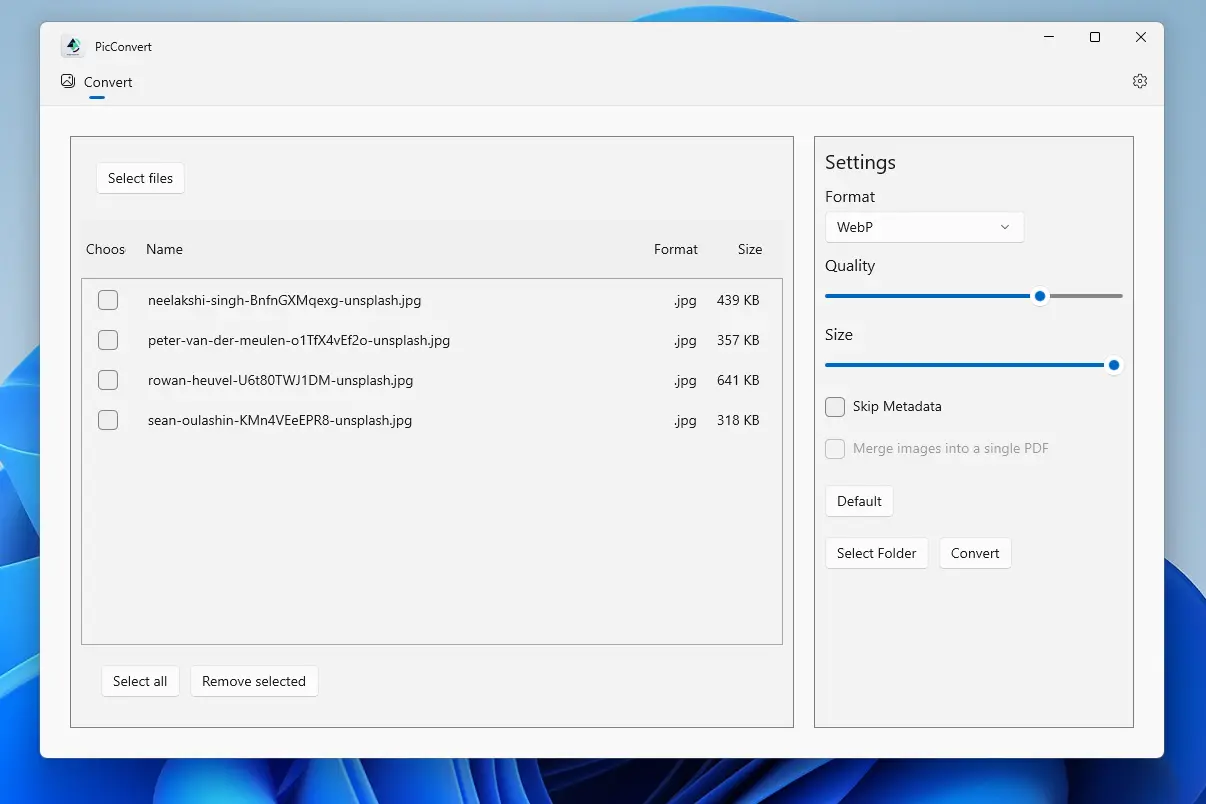 PicConvert
Convert
Select files
Choos Name Format Size
neelakshi-singh-BnfnGXMqexg-unsplash.jpg .jpg 439 KB
peter-van-der-meulen-o1TfX4vEf2o-unsplash.jpg .jpg 357 KB
rowan-heuvel-U6t80TWJ1DM-unsplash.jpg .jpg 641 KB
sean-oulashin-KMn4VEeEPR8-unsplash.jpg .jpg 318 KB
Select all Remove selected
Settings
Format
WebP
Quality
Size
Skip Metadata
Merge images into a single PDF
Default
Select Folder Convert